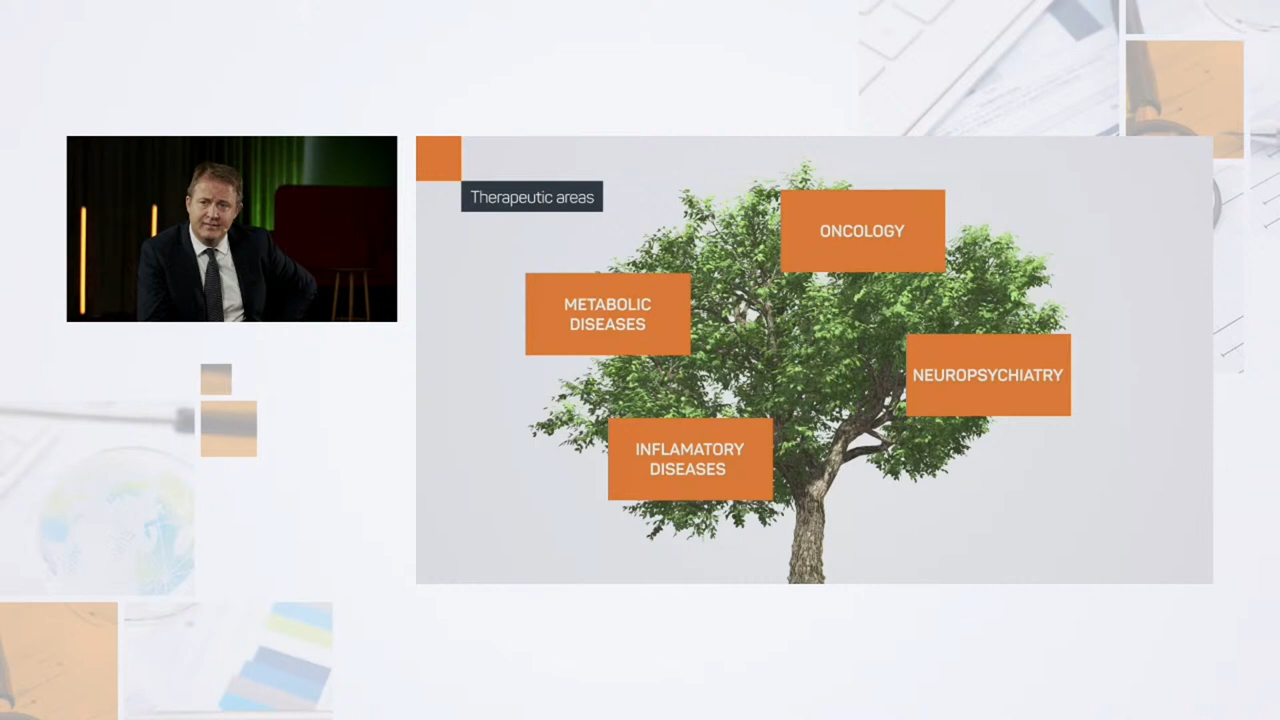 Therapeutic areas
ONCOLOGY
METABOLIC
DISEASES
NEUROPSYCHIATRY
INFLAMATORY
DISEASES